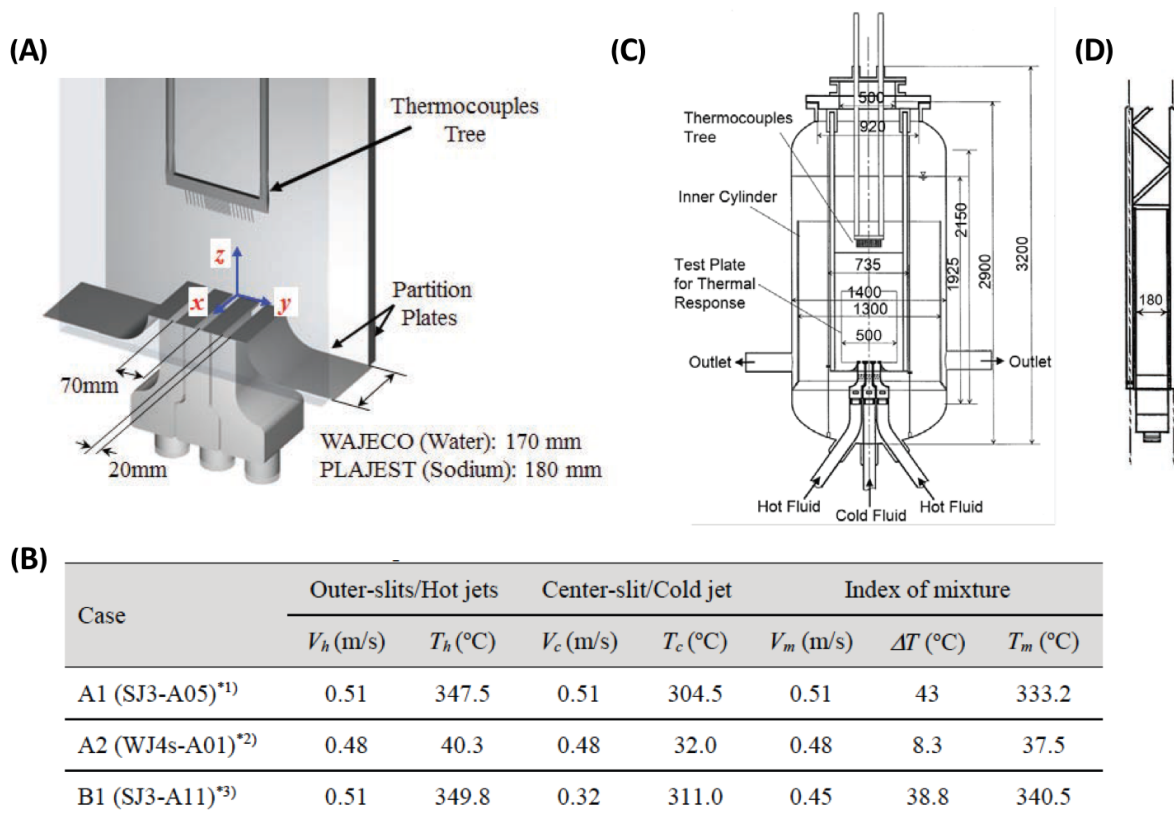 (A)
Thermocouples
Tree
z
x
y
Partition
Plates
70mm
20mm
WAJECO (Water): 170 mm
PLAJEST (Sodium): 180 mm
(C)
Thermocouples
Tree
Inner Cylinder
Test Plate
for Thermal
Response
500
920
735
1400
1300
500
1925
2150
2900
3200
Outlet
Outlet
Hot Fluid
Cold Fluid
Hot Fluid
(D)
180
(B)
Case Outer-slits/Hot jets Center-slit/Cold jet Index of mixture
Vh (m/s) Th (°C) Vc (m/s) Tc (°C) Vm (m/s) ΔT (°C) Tm (°C)
A1 (SJ3-A05)*1) 0.51 347.5 0.51 304.5 0.51 43 333.2
A2 (WJ4s-A01)*2) 0.48 40.3 0.48 32.0 0.48 8.3 37.5
B1 (SJ3-A11)*3) 0.51 349.8 0.32 311.0 0.45 38.8 340.5